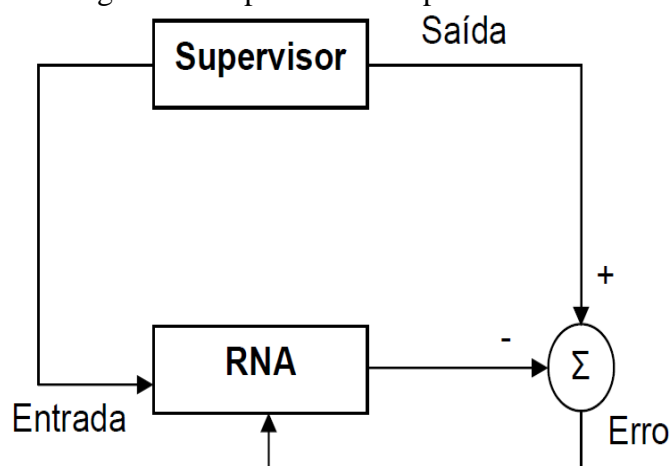 Saída
Supervisor
+
-
RNA
Σ
Entrada
Erro